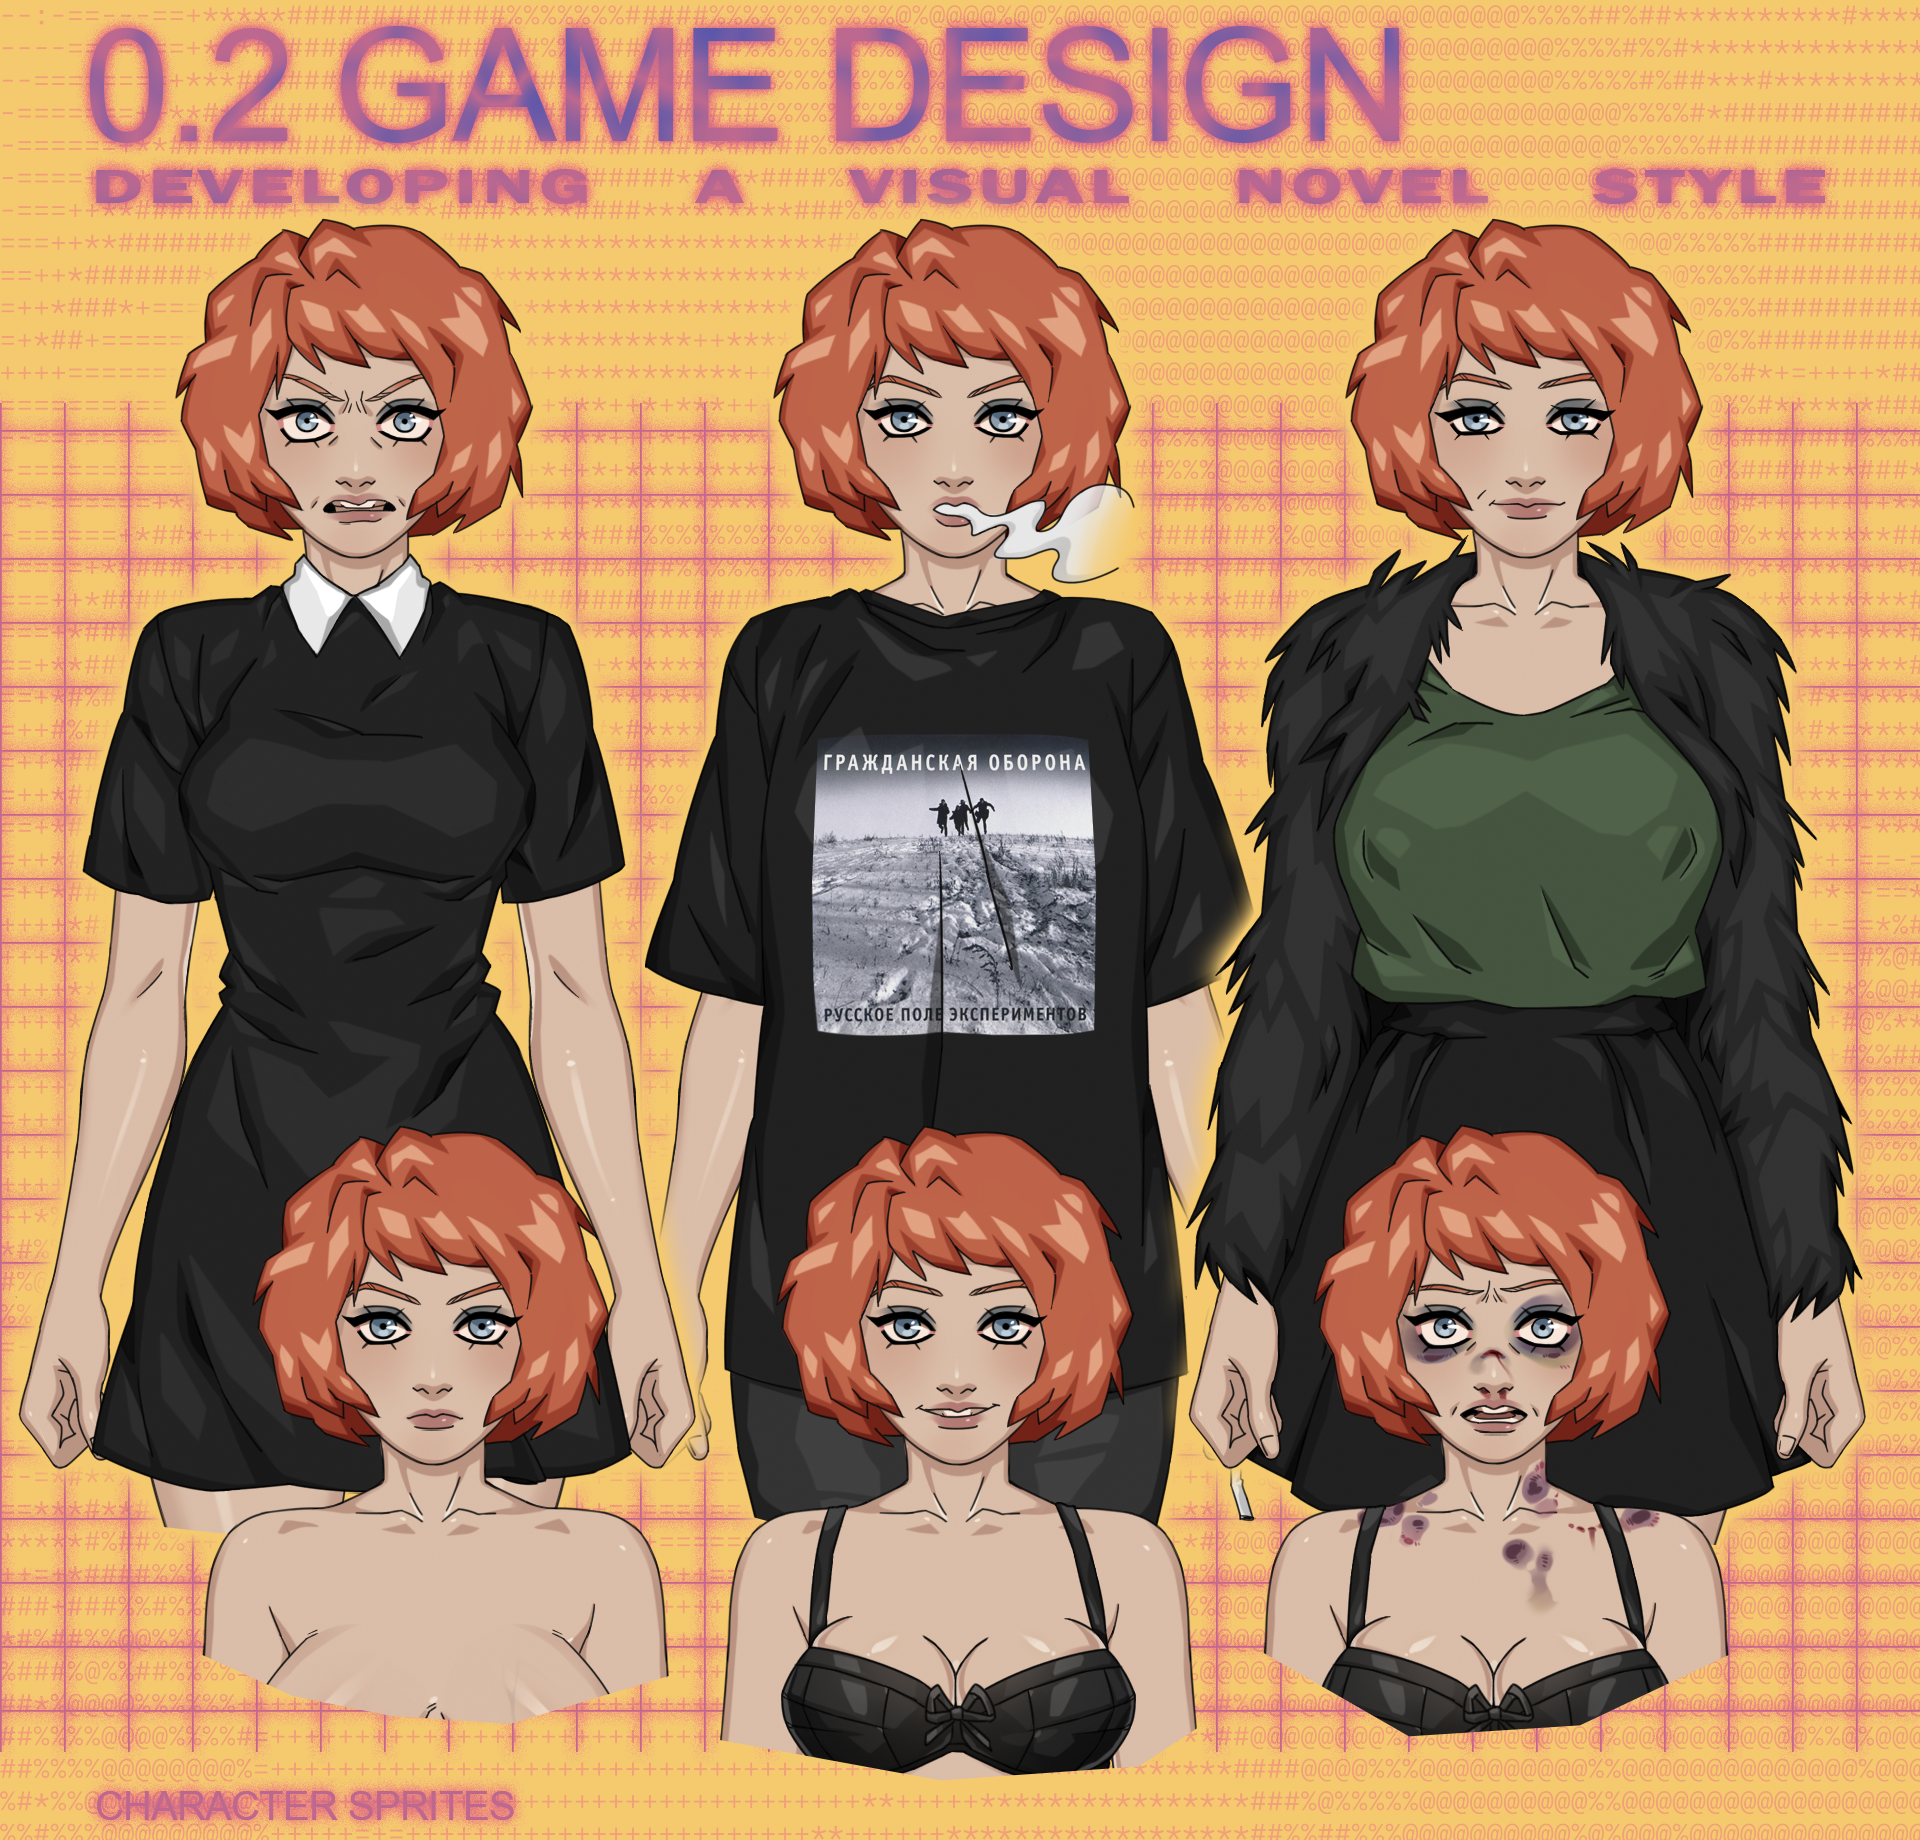 0.2 GAME DESIGN
DEVELOPING A VISUAL NOVEL STYLE
ГРАЖДАНСКАЯ ОБОРОНА
РУССКОЕ ПОЛЕ ЭКСПЕРИМЕНТОВ
CHARACTER SPRITES